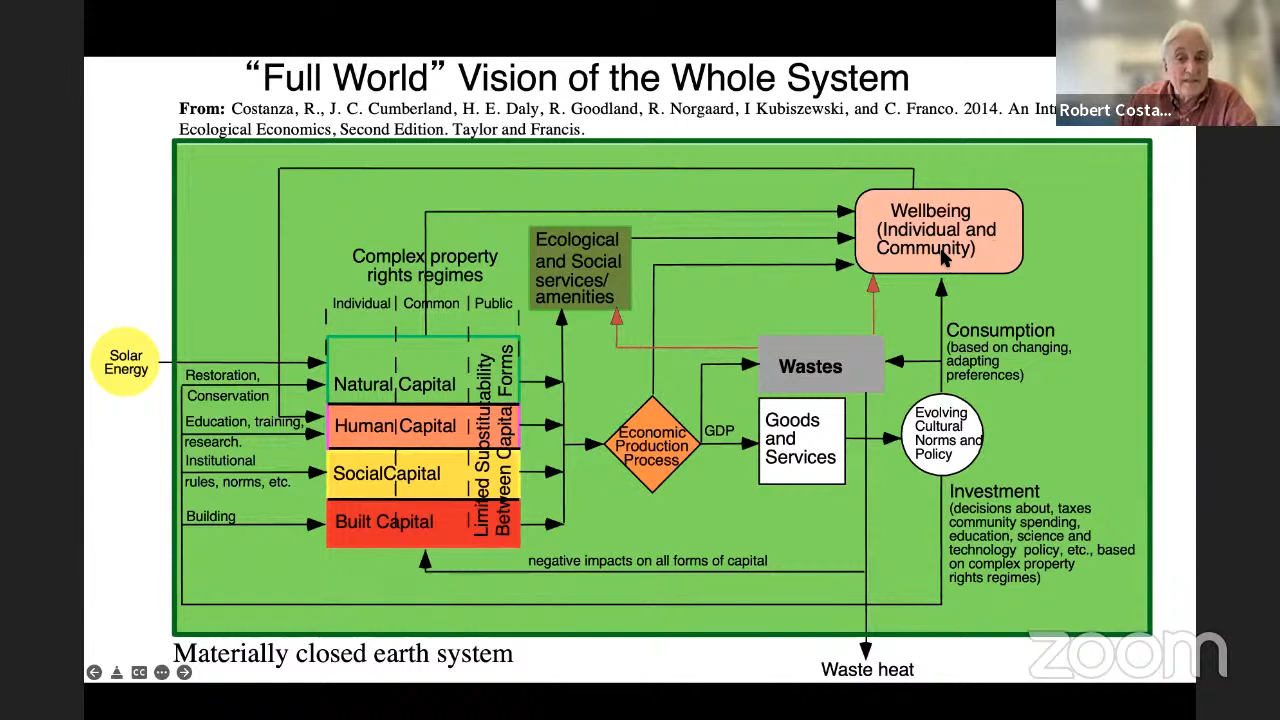 “Full World” Vision of the Whole System
From: Costanza, R., J. C. Cumberland, H. E. Daly, R. Goodland, R. Norgaard, I Kubiszewski, and C. Franco. 2014. An Int
Ecological Economics, Second Edition. Taylor and Francis.
Robert Costa...
Wellbeing
(Individual and
Community)
Ecological
and Social
services/
amenities
Complex property
rights regimes
Individual
Common
Public
Solar
Energy
Restoration,
Conservation
Education, training,
research.
Institutional
rules, norms, etc.
Building
Natural Capital
Human Capital
SocialCapital
Built Capital
Limited Substitutability
Between Capital Forms
Economic
Production
Process
GDP
Wastes
Goods
and
Services
Consumption
(based on changing,
adapting
preferences)
Evolving
Cultural
Norms and
Policy
Investment
(decisions about, taxes
community spending,
education, science and
technology policy, etc., based
on complex property
rights regimes)
negative impacts on all forms of capital
Materially closed earth system
Waste heat
zoom
CC